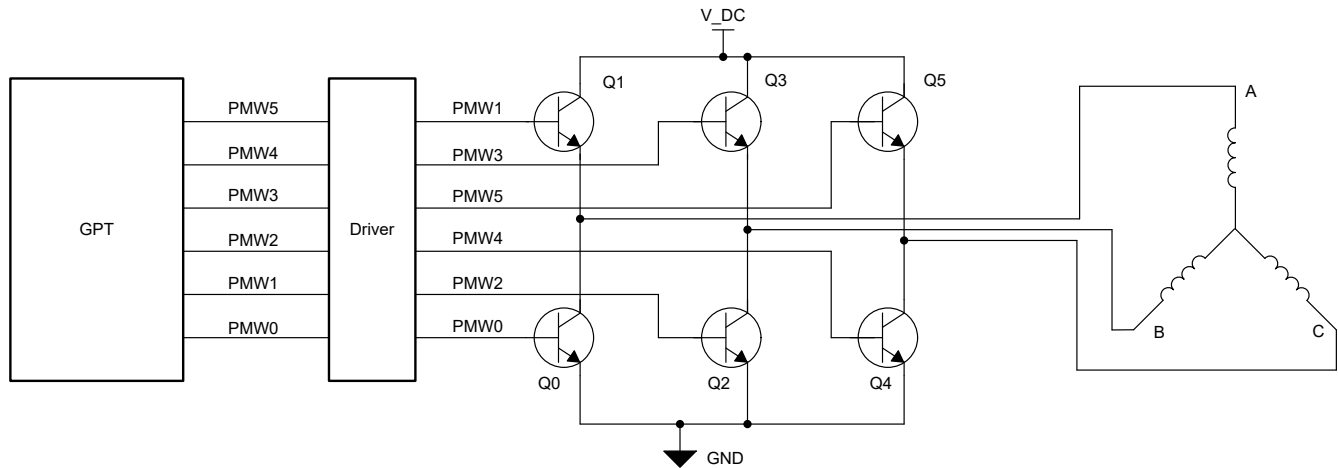 V_DC
Q1
Q3
Q5
A
PMW5
PMW1
PMW4
PMW3
PMW3
PMW5
GPT
Driver
PMW2
PMW4
PMW1
PMW2
PMW0
PMW0
B
C
Q0
Q2
Q4
GND